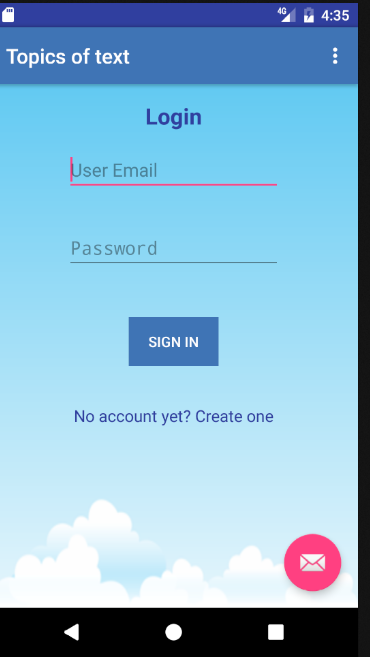 4G 4:35
Topics of text
Login
User Email
Password
SIGN IN
No account yet? Create one